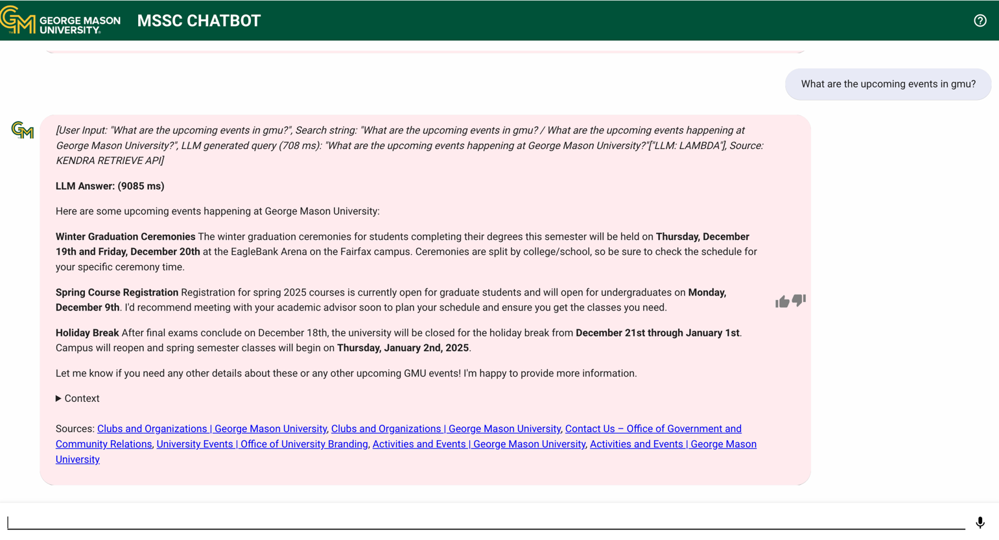 GEORGE MASON
UNIVERSITY®
MSSC CHATBOT
What are the upcoming events in gmu?
[User Input: "What are the upcoming events in gmu?", Search string: "What are the upcoming events in gmu? / What are the upcoming events happening at
George Mason University?", LLM generated query (708 ms): "What are the upcoming events happening at George Mason University?"["LLM: LAMBDA"], Source:
KENDRA RETRIEVE API]
LLM Answer: (9085 ms)
Here are some upcoming events happening at George Mason University:
Winter Graduation Ceremonies The winter graduation ceremonies for students completing their degrees this semester will be held on Thursday, December
19th and Friday, December 20th at the EagleBank Arena on the Fairfax campus. Ceremonies are split by college/school, so be sure to check the schedule for
your specific ceremony time.
Spring Course Registration Registration for spring 2025 courses is currently open for graduate students and will open for undergraduates on Monday,
December 9th. I'd recommend meeting with your academic advisor soon to plan your schedule and ensure you get the classes you need.
Holiday Break After final exams conclude on December 18th, the university will be closed for the holiday break from December 21st through January 1st.
Campus will reopen and spring semester classes will begin on Thursday, January 2nd, 2025.
Let me know if you need any other details about these or any other upcoming GMU events! I'm happy to provide more information.
Context
Sources: Clubs and Organizations | George Mason University, Clubs and Organizations | George Mason University, Contact Us – Office of Government and
Community Relations, University Events | Office of University Branding, Activities and Events | George Mason University, Activities and Events | George Mason
University